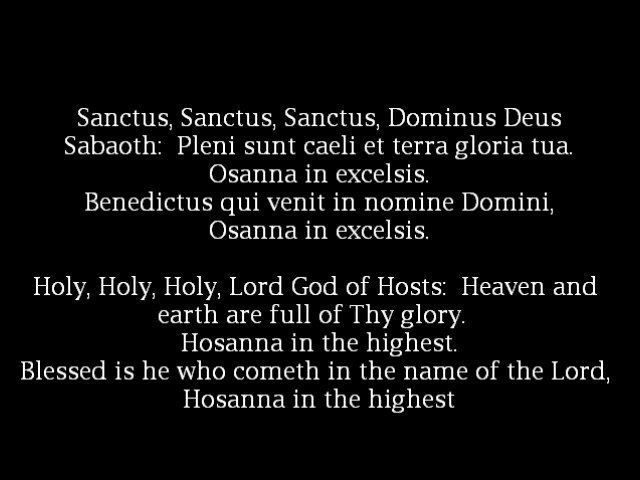 Sanctus, Sanctus, Sanctus, Dominus Deus
Sabaoth:  Pleni sunt caeli et terra gloria tua.
Osanna in excelsis.
Benedictus qui venit in nomine Domini,
Osanna in excelsis.
Holy, Holy, Holy, Lord God of Hosts:  Heaven and
earth are full of Thy glory.
Hosanna in the highest.
Blessed is he who cometh in the name of the Lord,
Hosanna in the highest